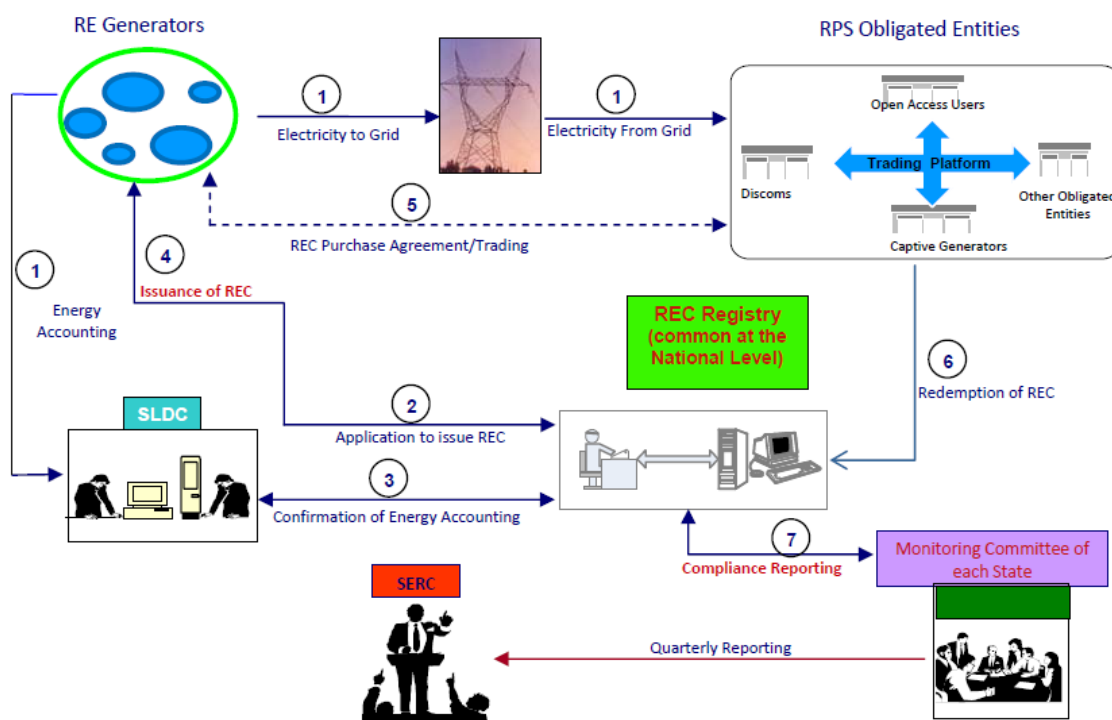 RE Generators
RPS Obligated Entities
1
Electricity to Grid
1
Electricity From Grid
Open Access Users
Trading Platform
Discoms
Other Obligated
Entities
Captive Generators
5
REC Purchase Agreement/Trading
4
Issuance of REC
1
Energy
Accounting
REC Registry
(common at the
National Level)
6
Redemption of REC
SLDC
2
Application to issue REC
3
Confirmation of Energy Accounting
7
Compliance Reporting
Monitoring Committee of
each State
SERC
Quarterly Reporting